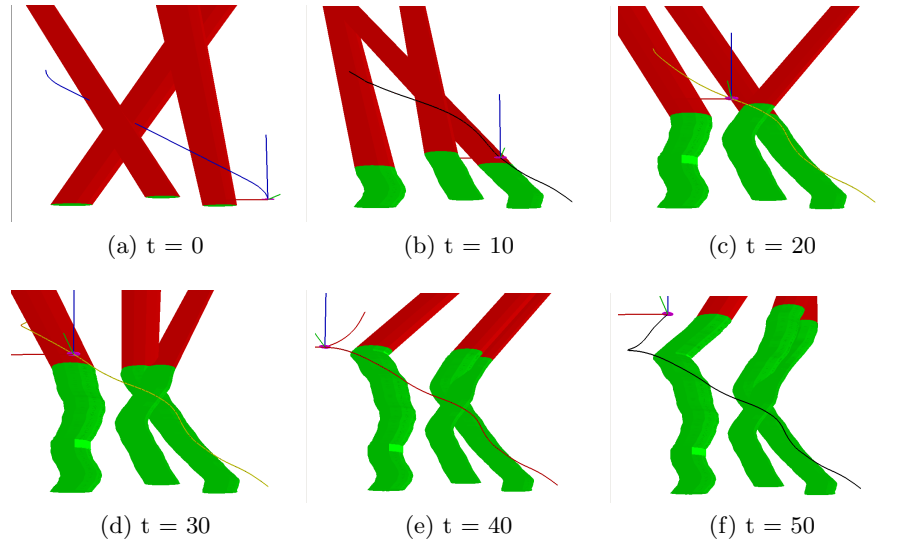 (a) t = 0
(b) t = 10
(c) t = 20
(d) t = 30
(e) t = 40
(f) t = 50